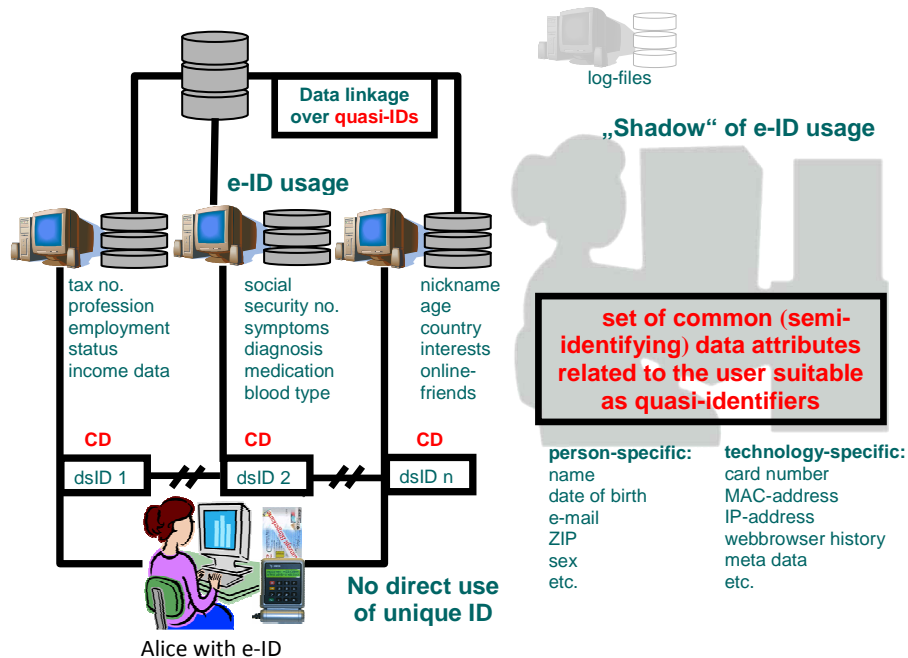 log-files
Data linkage
over quasi-IDs
„Shadow“ of e-ID usage
e-ID usage
tax no.
profession
employment
status
income data
social
security no.
symptoms
diagnosis
medication
blood type
nickname
age
country
interests
online-
friends
set of common (semi-
identifying) data attributes
related to the user suitable
as quasi-identifiers
CD
CD
CD
dsID 1
dsID 2
dsID n
person-specific:
name
date of birth
e-mail
ZIP
sex
etc.
technology-specific:
card number
MAC-address
IP-address
webbrowser history
meta data
etc.
No direct use
of unique ID
Alice with e-ID